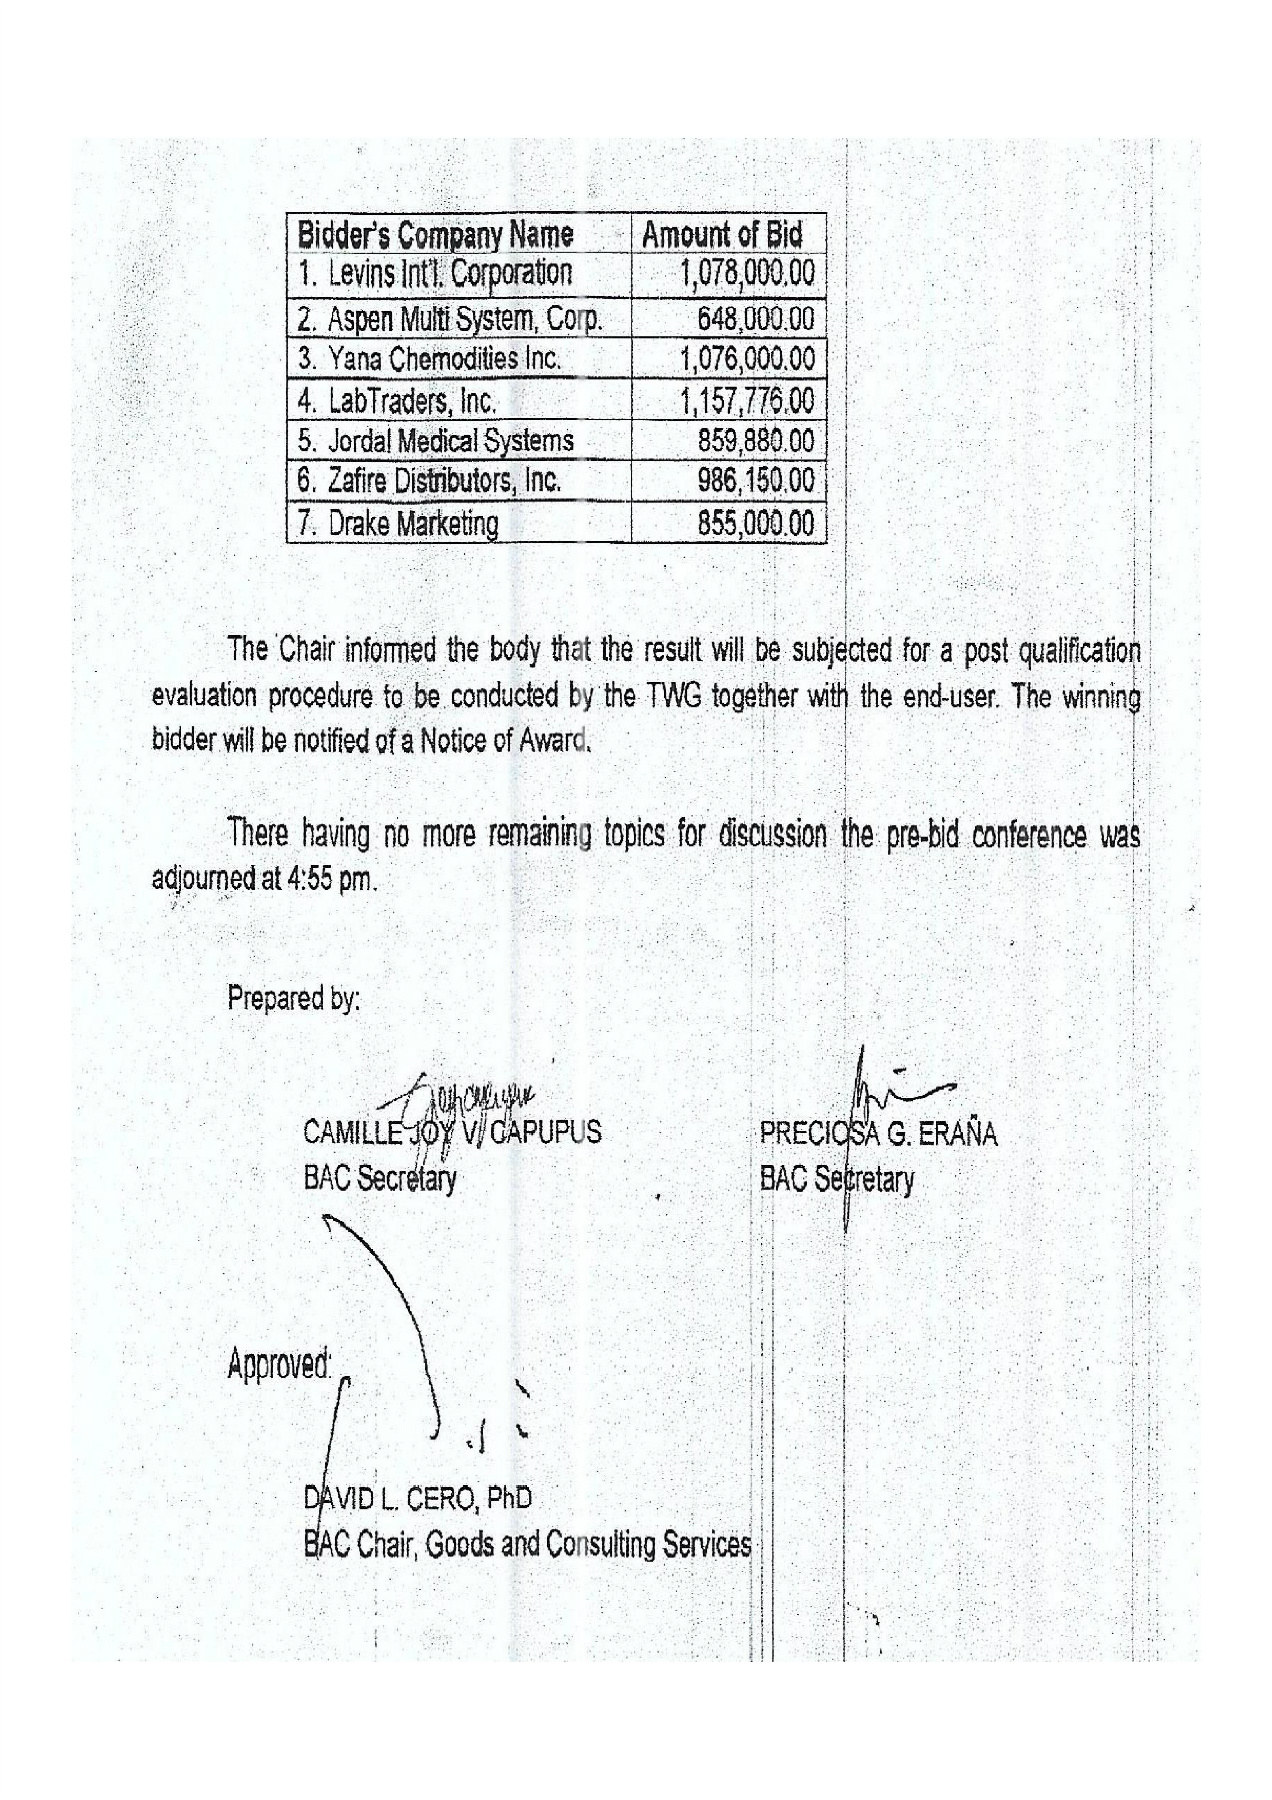 Bidder's Company Name Amount of Bid
1. Levins Int'l. Corporation 1,078,000.00
2. Aspen Multi System, Corp. 648,000.00
3. Yana Chemodities Inc. 1,076,000.00
4. LabTraders, Inc. 1,157,776.00
5. Jordal Medical Systems 859,880.00
6. Zafire Distributors, Inc. 986,150.00
7. Drake Marketing 855,000.00
The Chair informed the body that the result will be subjected for a post qualification
evaluation procedure to be conducted by the TWG together with the end-user. The winning
bidder will be notified of a Notice of Award.
There having no more remaining topics for discussion the pre-bid conference was
adjourned at 4:55 pm.
Prepared by:
CAMILLE JOY V. CAPUPUS PRECIOSA G. ERAÑA
BAC Secretary BAC Secretary
Approved:
DAVID L. CERO, PhD
BAC Chair, Goods and Consulting Services